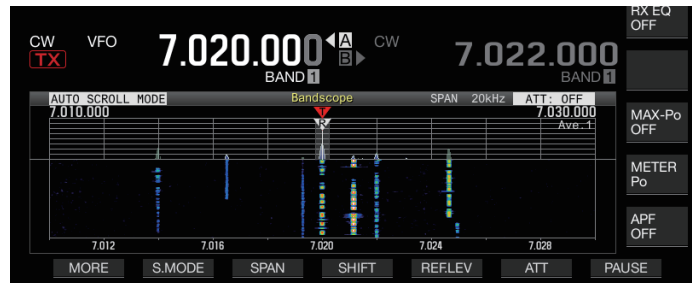 RX EQ
OFF
CW VFO 7.020.000 A CW 7.022.000
TX B
BAND 1 BAND 1
AUTO SCROLL MODE Bandscope SPAN 20kHz ATT: OFF
7.010.000 T 7.030.000
R Ave.1
MAX-Po
OFF
METER
Po
APF
OFF
7.012 7.016 7.020 7.024 7.028
MORE S.MODE SPAN SHIFT REF.LEV ATT PAUSE